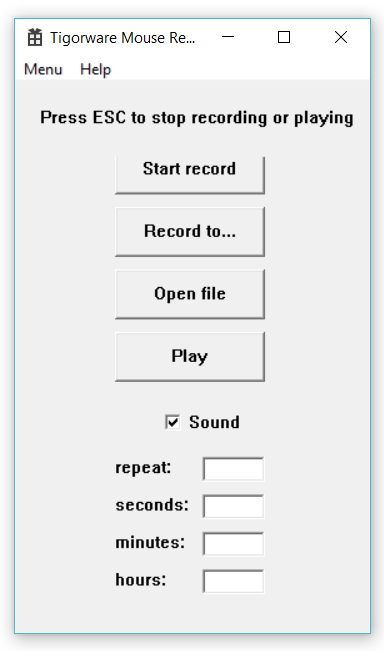 Tigorware Mouse Re...
Menu Help
Press ESC to stop recording or playing
Start record
Record to...
Open file
Play
Sound
repeat:
seconds:
minutes:
hours: